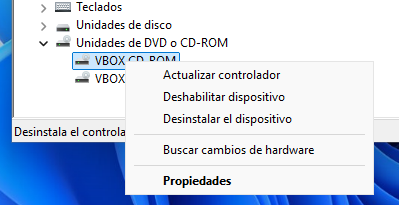 Teclados
Unidades de disco
Unidades de DVD o CD-ROM
VBOX CD-ROM
VBOX
Actualizar controlador
Deshabilitar dispositivo
Desinstalar el dispositivo
Buscar cambios de hardware
Propiedades
Desinstala el controla